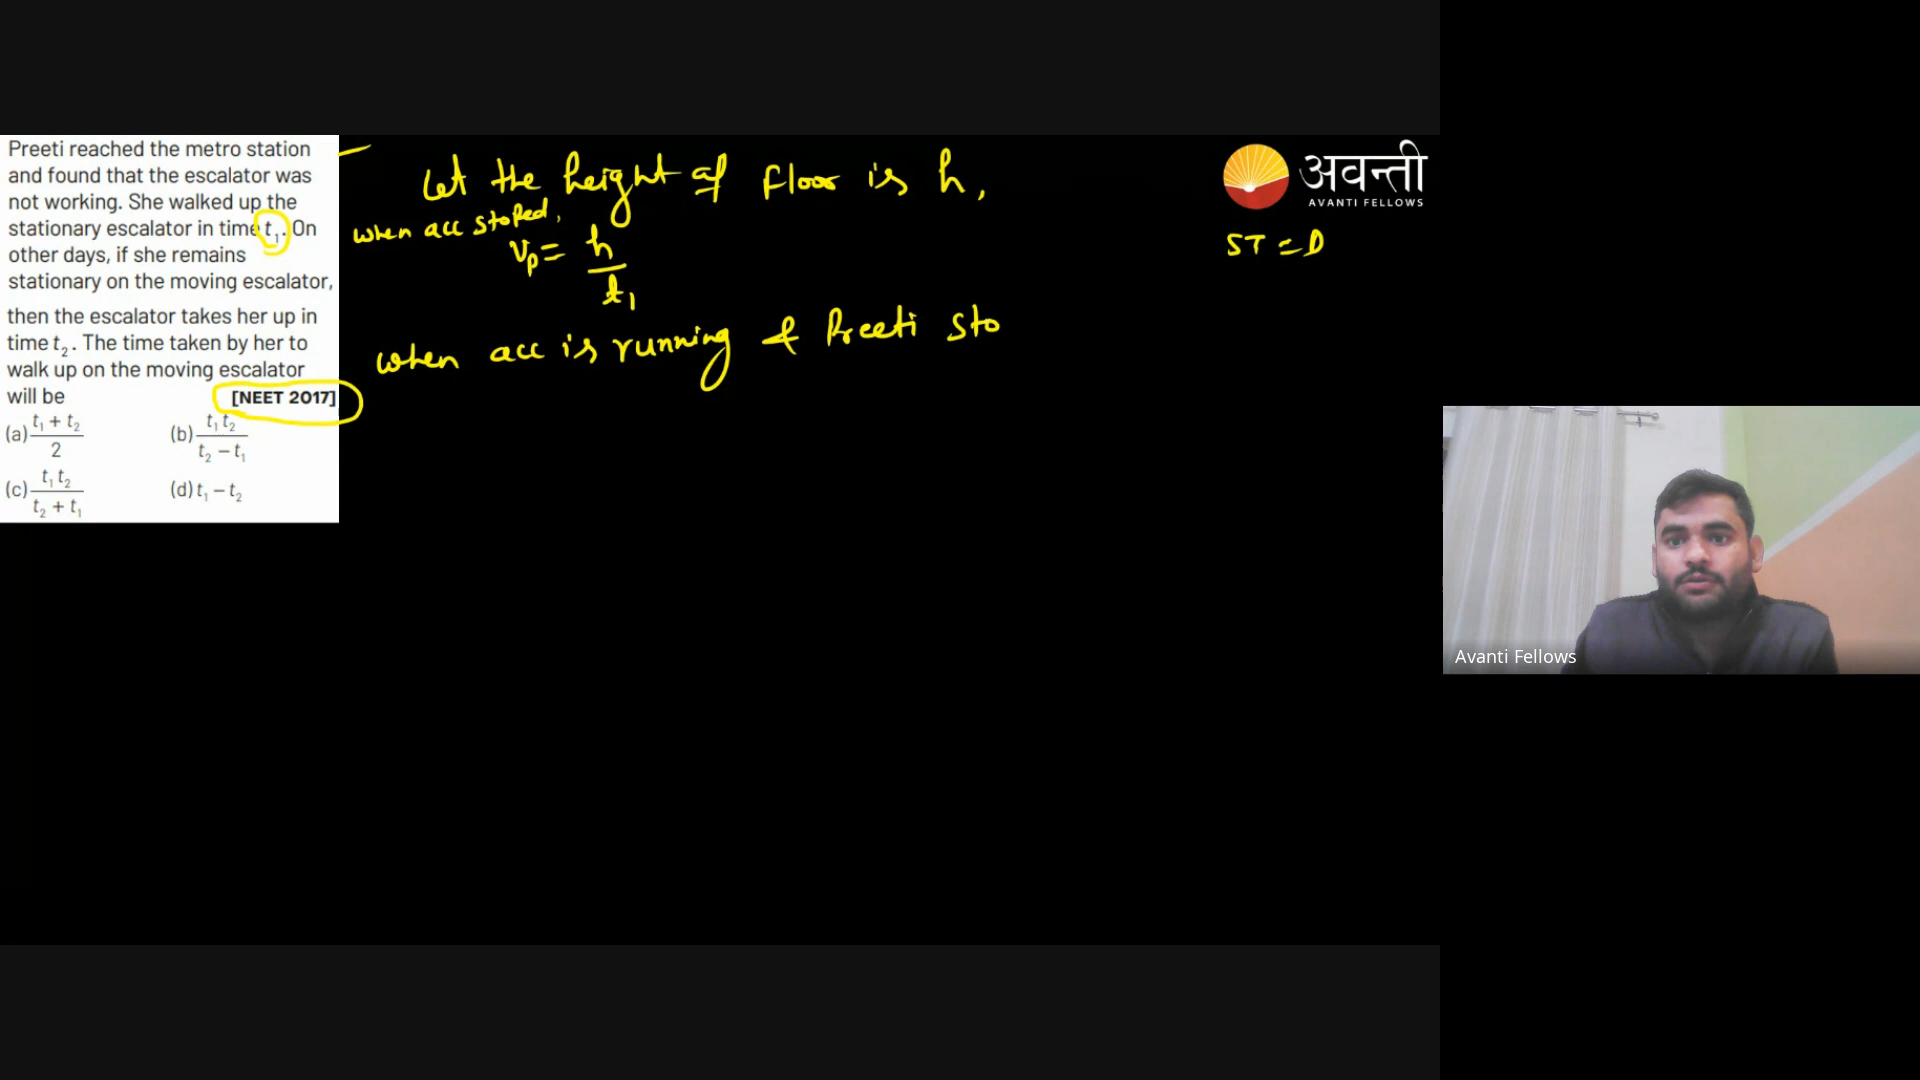 Preeti reached the metro station
and found that the escalator was
not working. She walked up the
stationary escalator in time t₁. On
other days, if she remains
stationary on the moving escalator,
then the escalator takes her up in
time t₂. The time taken by her to
walk up on the moving escalator
will be [NEET 2017]
(a) (t₁ + t₂)/2 (b) t₁t₂/(t₂ − t₁)
(c) t₁t₂/(t₂ + t₁) (d) t₁ − t₂
Let the height of floor is h,
when acc stoped,
Vp = h/t₁
when acc is running & Preeti sto
अवन्ती
AVANTI FELLOWS
ST = D
Avanti Fellows